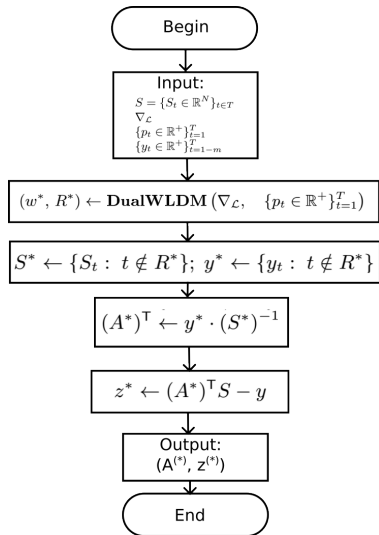 Begin
Input:
S = {S_t ∈ ℝ^N}_{t∈T}
∇_ℒ
{p_t ∈ ℝ^+}_{t=1}^T
{y_t ∈ ℝ^+}_{t=1−m}^T
(w*, R*) ← DualWLDM (∇_ℒ, {p_t ∈ ℝ^+}_{t=1}^T)
S* ← {S_t : t ∉ R*}; y* ← {y_t : t ∉ R*}
(A*)^T ← y* · (S*)^{−1}
z* ← (A*)^T S − y
Output:
(A^(*), z^(*))
End